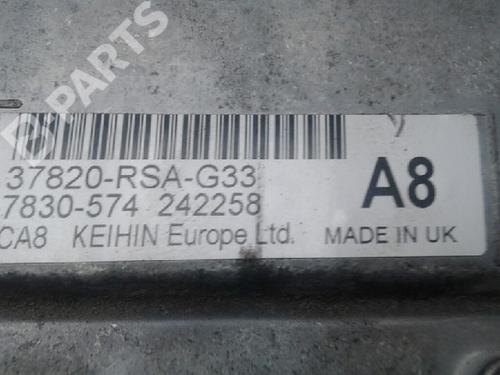 B-PARTS
37820-RSA-G33
7830-574 242258
CA8 KEIHIN Europe Ltd.
A8
MADE IN UK